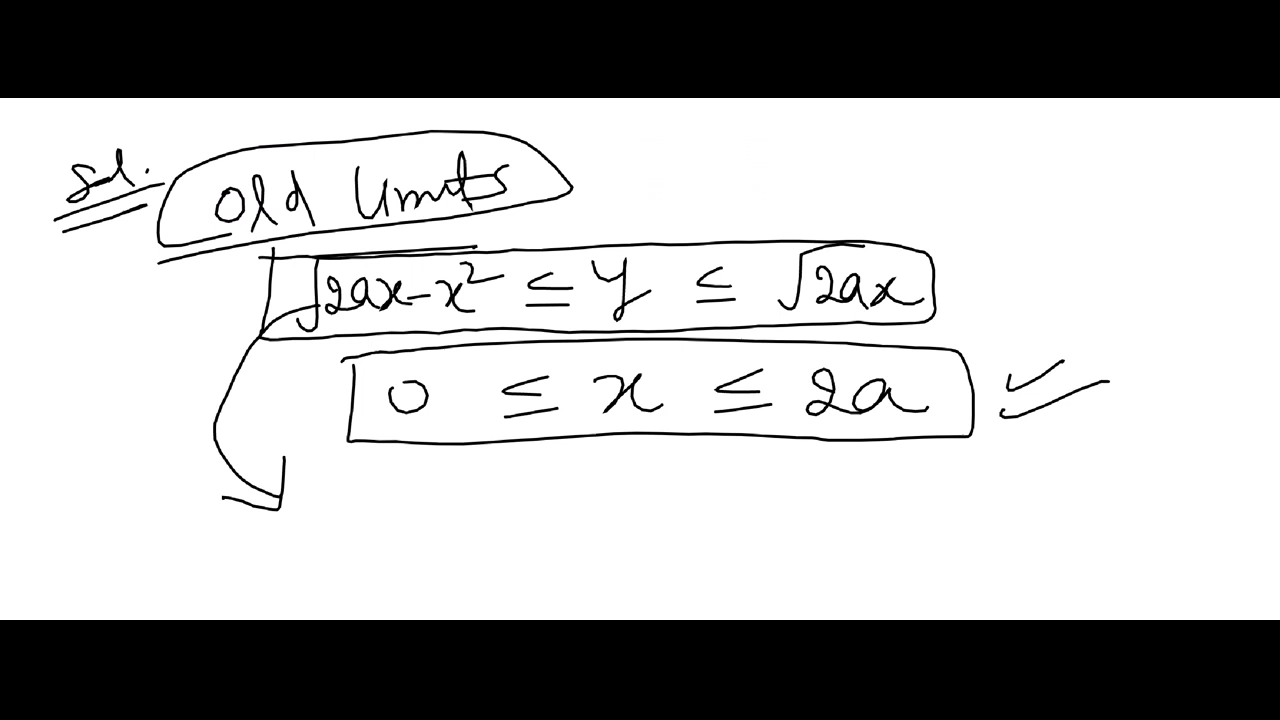 Sol. Old limits
√2ax-x² ≤ y ≤ √2ax
0 ≤ x ≤ 2a